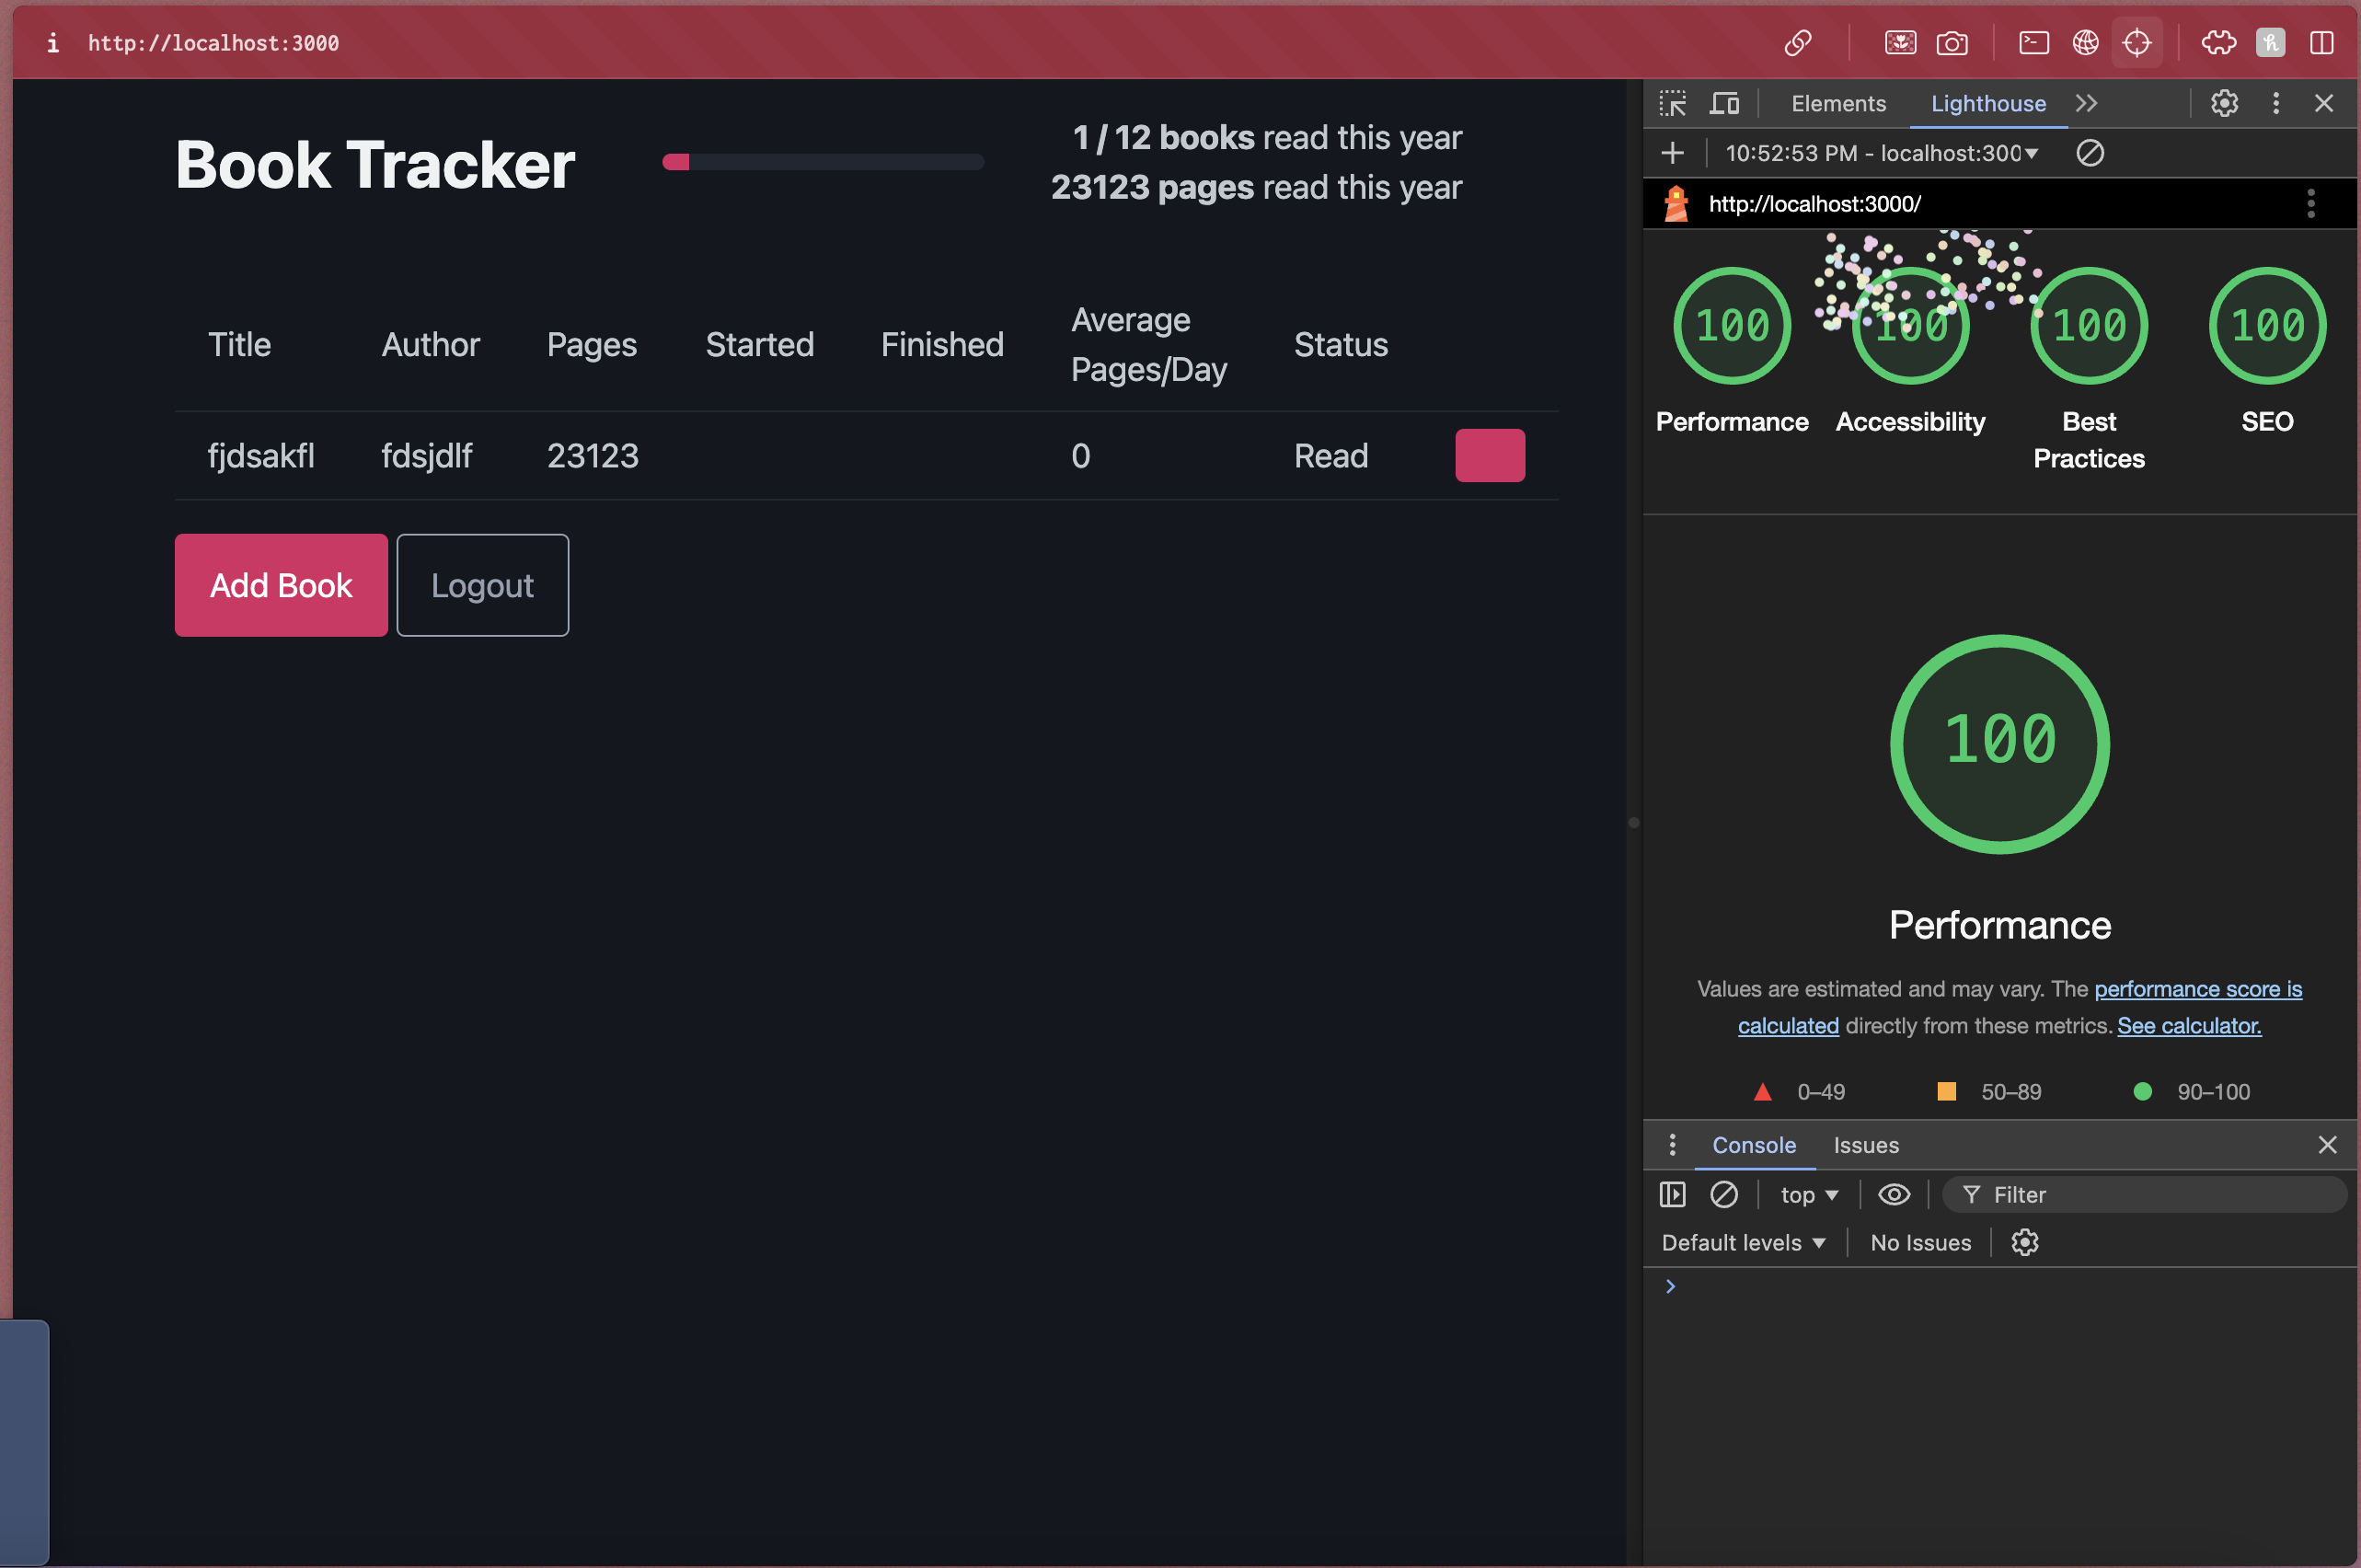 http://localhost:3000
Book Tracker
1 / 12 books read this year
23123 pages read this year
Title Author Pages Started Finished Average Pages/Day Status
fjdsakfl fdsjdlf 23123 0 Read
Add Book Logout
Elements Lighthouse
10:52:53 PM - localhost:300
http://localhost:3000/
100 100 100 100
Performance Accessibility Best Practices SEO
100
Performance
Values are estimated and may vary. The performance score is
calculated directly from these metrics. See calculator.
0–49 50–89 90–100
Console Issues
top Filter
Default levels No Issues